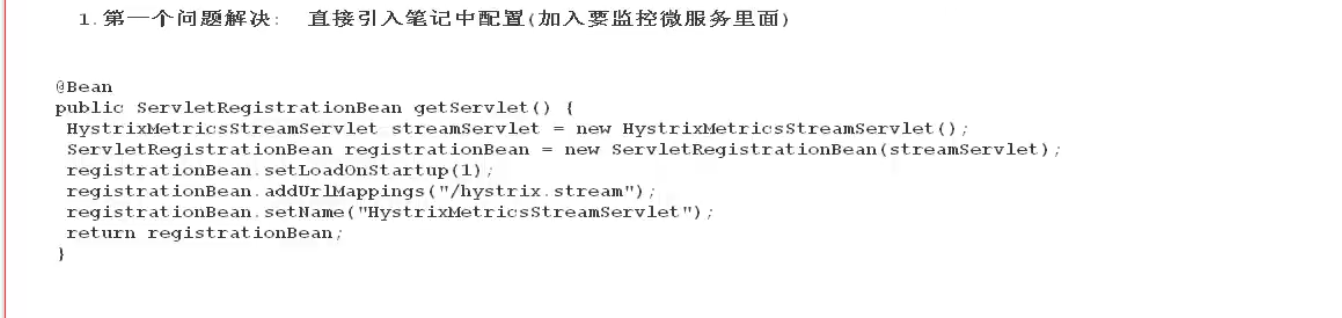 1.第一个问题解决: 直接引入笔记中配置(加入要监控微服务里面)
@Bean
public ServletRegistrationBean getServlet() {
HystrixMetricsStreamServlet streamServlet = new HystrixMetricsStreamServlet();
ServletRegistrationBean registrationBean = new ServletRegistrationBean(streamServlet);
registrationBean.setLoadOnStartup(1);
registrationBean.addUrlMappings("/hystrix.stream");
registrationBean.setName("HystrixMetricsStreamServlet");
return registrationBean;
}